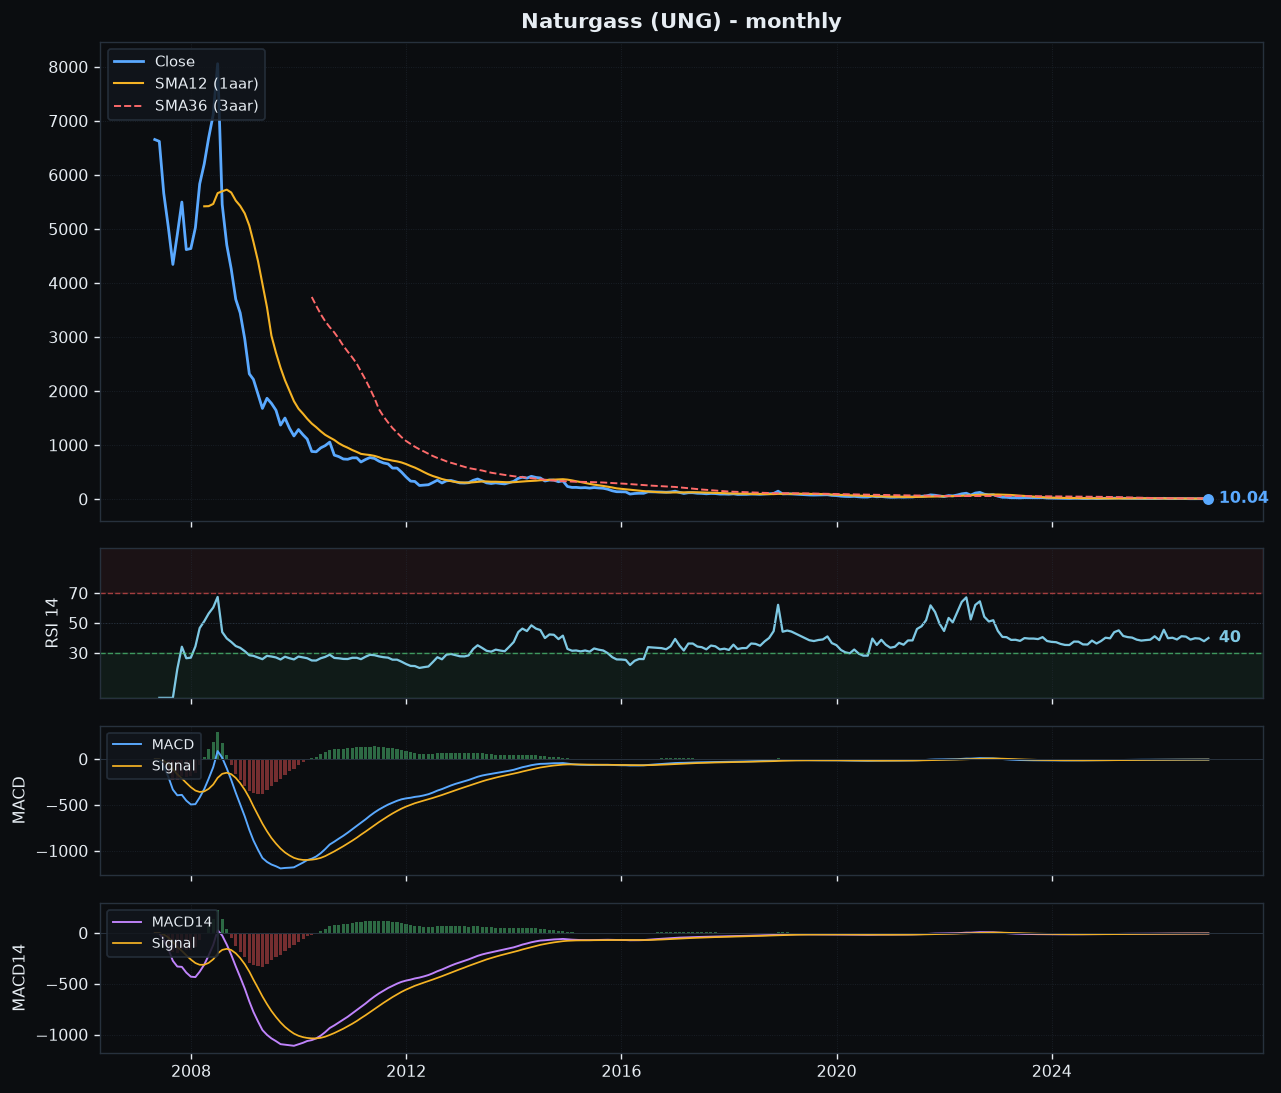 Naturgass (UNG) - monthly
Close
SMA12 (1aar)
SMA36 (3aar)
8000
7000
6000
5000
4000
3000
2000
1000
0
10.04
RSI 14
70
50
30
40
MACD
MACD
Signal
0
−500
−1000
MACD14
MACD14
Signal
0
−500
−1000
2008
2012
2016
2020
2024